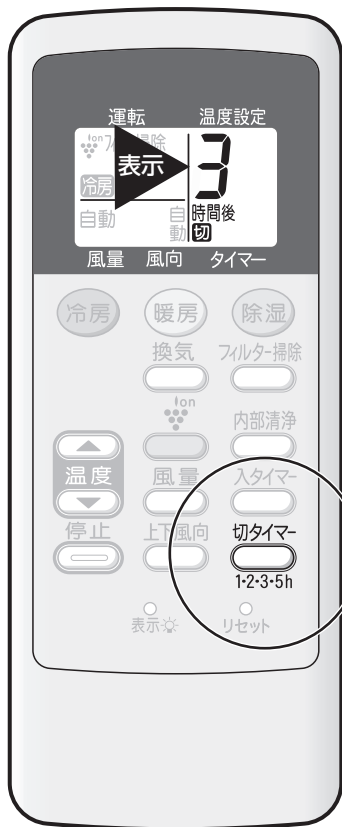 運転 温度設定
ion フィルター掃除
表示
3
冷房
時間後
自動 自動 切
風量 風向 タイマー
冷房 暖房 除湿
換気 フィルター掃除
ion 内部清浄
温度 風量 入タイマー
停止 上下風向 切タイマー
1・2・3・5h
表示 リセット